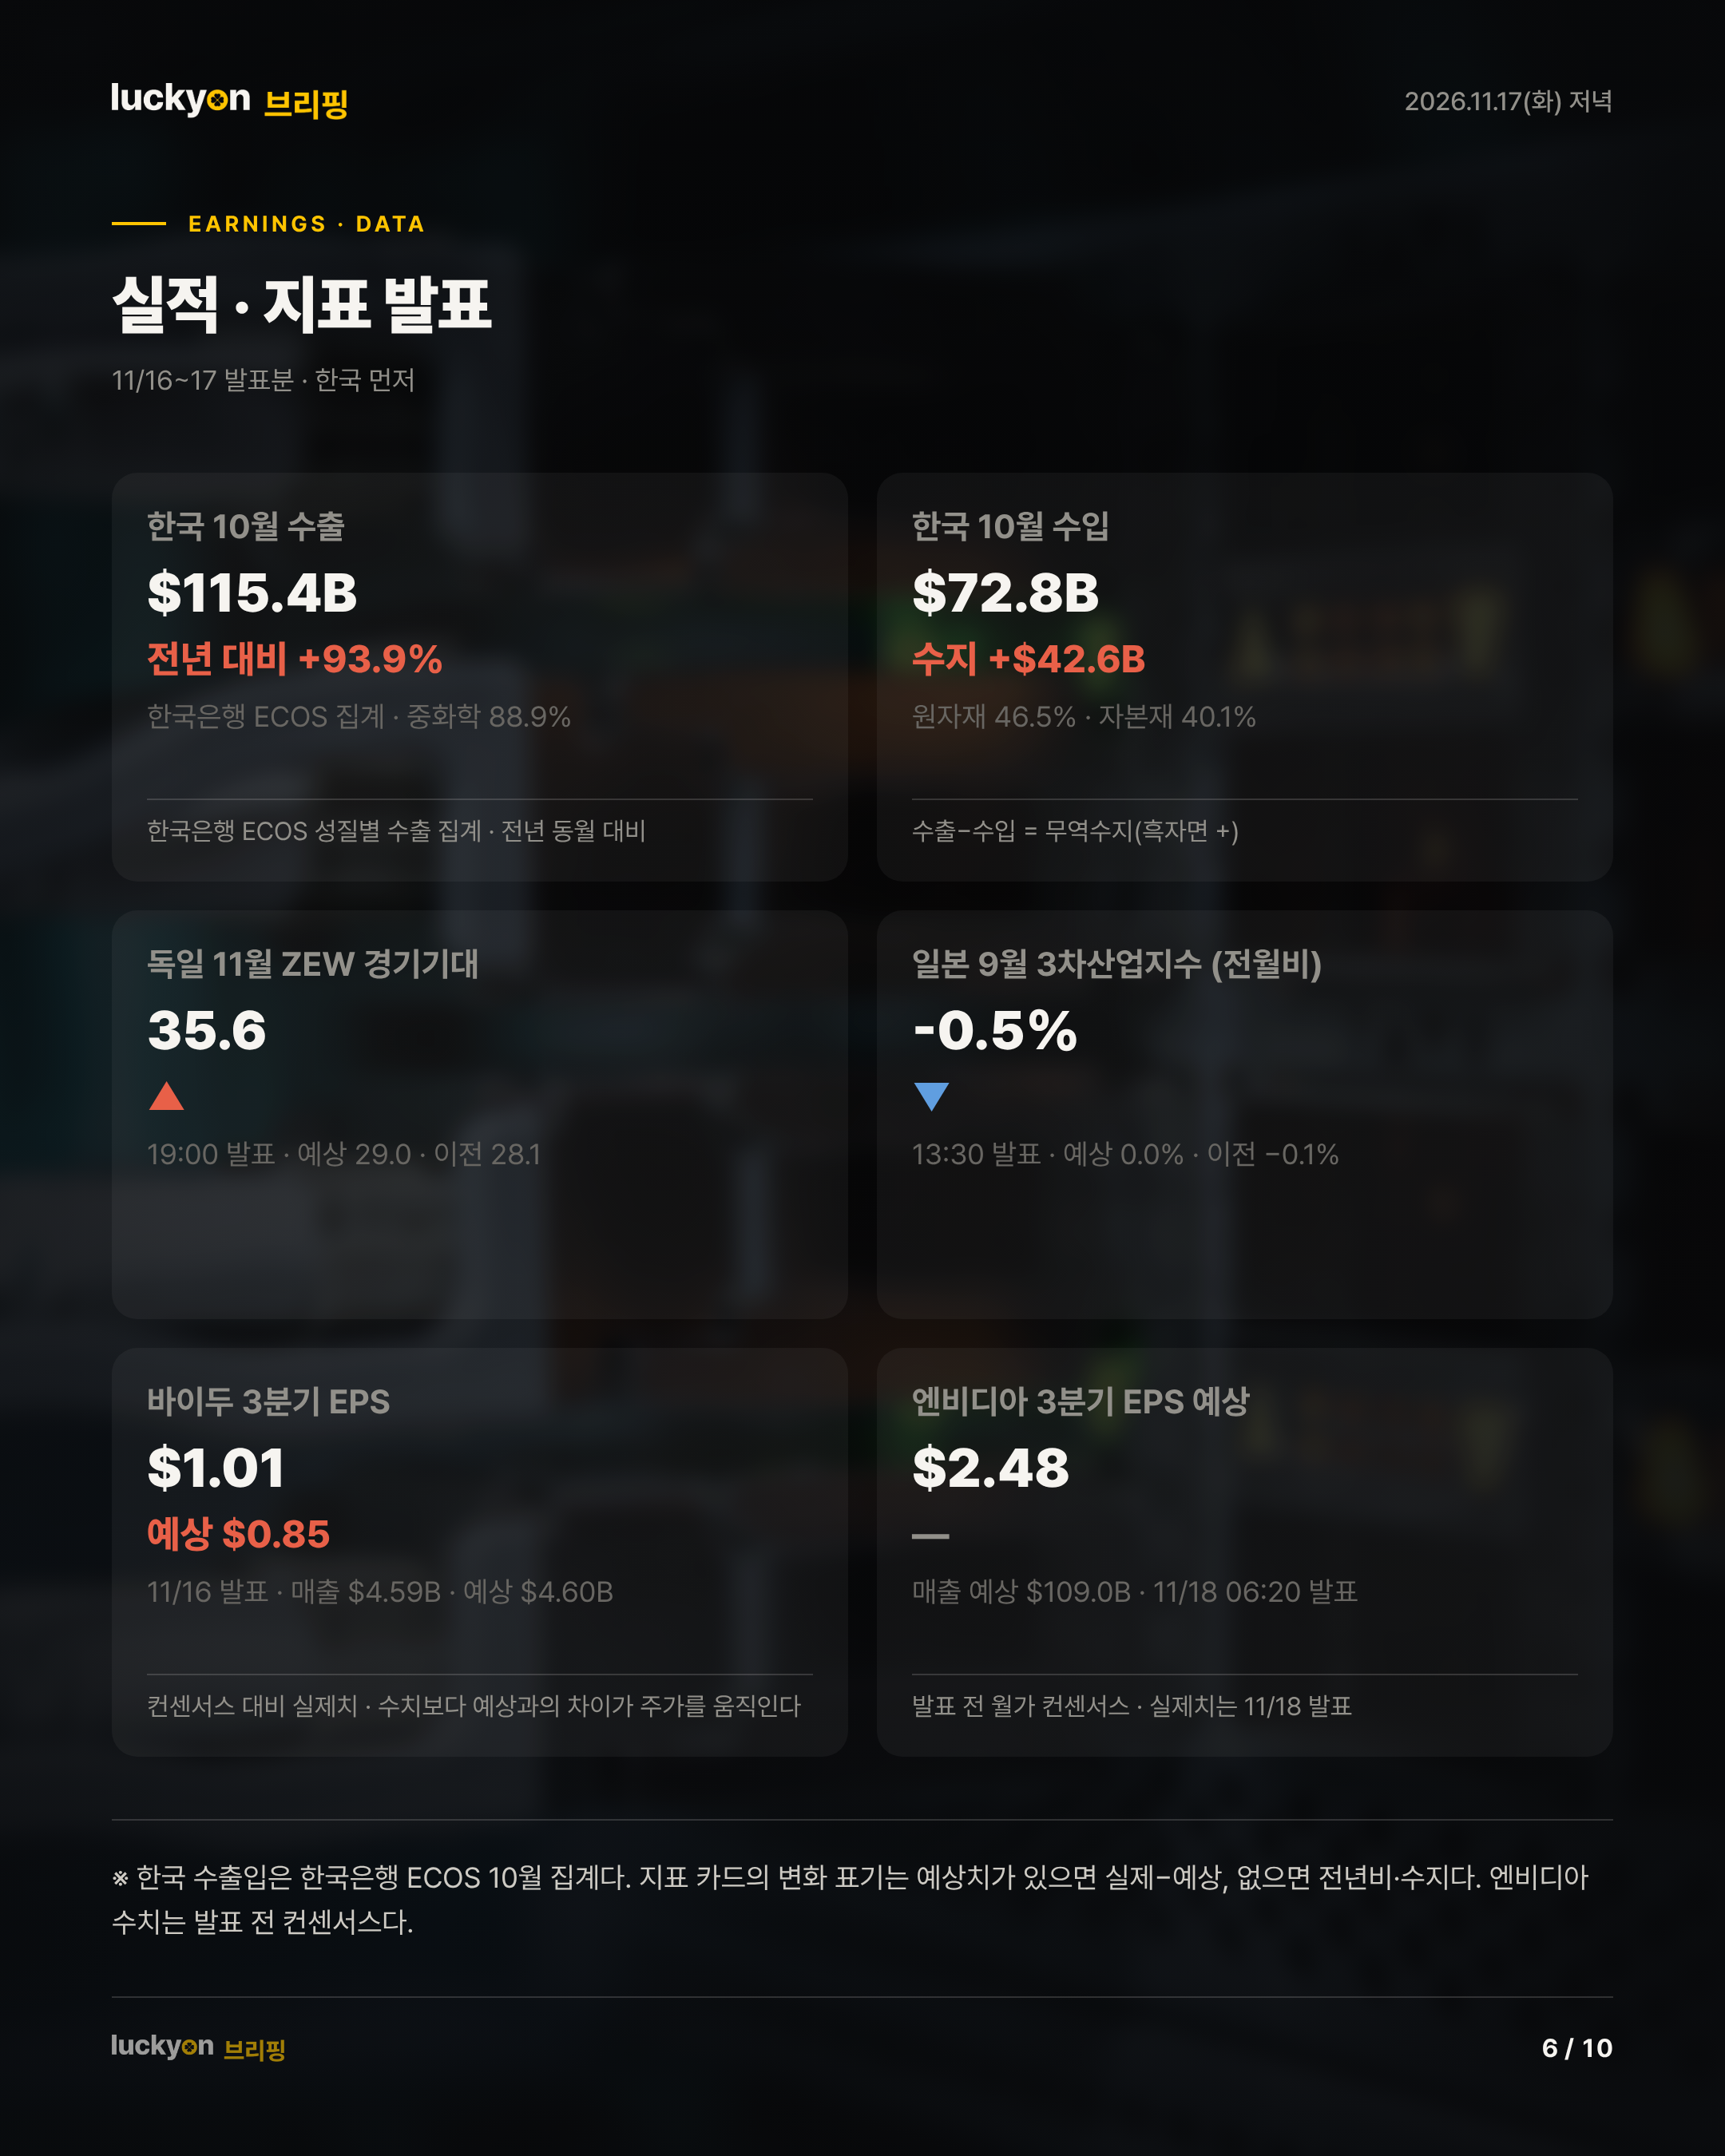 luckyon 브리핑
2026.11.17(화) 저녁
EARNINGS · DATA
실적 · 지표 발표
11/16~17 발표분 · 한국 먼저
한국 10월 수출
$115.4B
전년 대비 +93.9%
한국은행 ECOS 집계 · 중화학 88.9%
한국은행 ECOS 성질별 수출 집계 · 전년 동월 대비
한국 10월 수입
$72.8B
수지 +$42.6B
원자재 46.5% · 자본재 40.1%
수출−수입 = 무역수지(흑자면 +)
독일 11월 ZEW 경기기대
35.6
▲
19:00 발표 · 예상 29.0 · 이전 28.1
일본 9월 3차산업지수 (전월비)
-0.5%
▼
13:30 발표 · 예상 0.0% · 이전 −0.1%
바이두 3분기 EPS
$1.01
예상 $0.85
11/16 발표 · 매출 $4.59B · 예상 $4.60B
컨센서스 대비 실제치 · 수치보다 예상과의 차이가 주가를 움직인다
엔비디아 3분기 EPS 예상
$2.48
—
매출 예상 $109.0B · 11/18 06:20 발표
발표 전 월가 컨센서스 · 실제치는 11/18 발표
※ 한국 수출입은 한국은행 ECOS 10월 집계다. 지표 카드의 변화 표기는 예상치가 있으면 실제−예상, 없으면 전년비·수지다. 엔비디아
수치는 발표 전 컨센서스다.
luckyon 브리핑
6 / 10